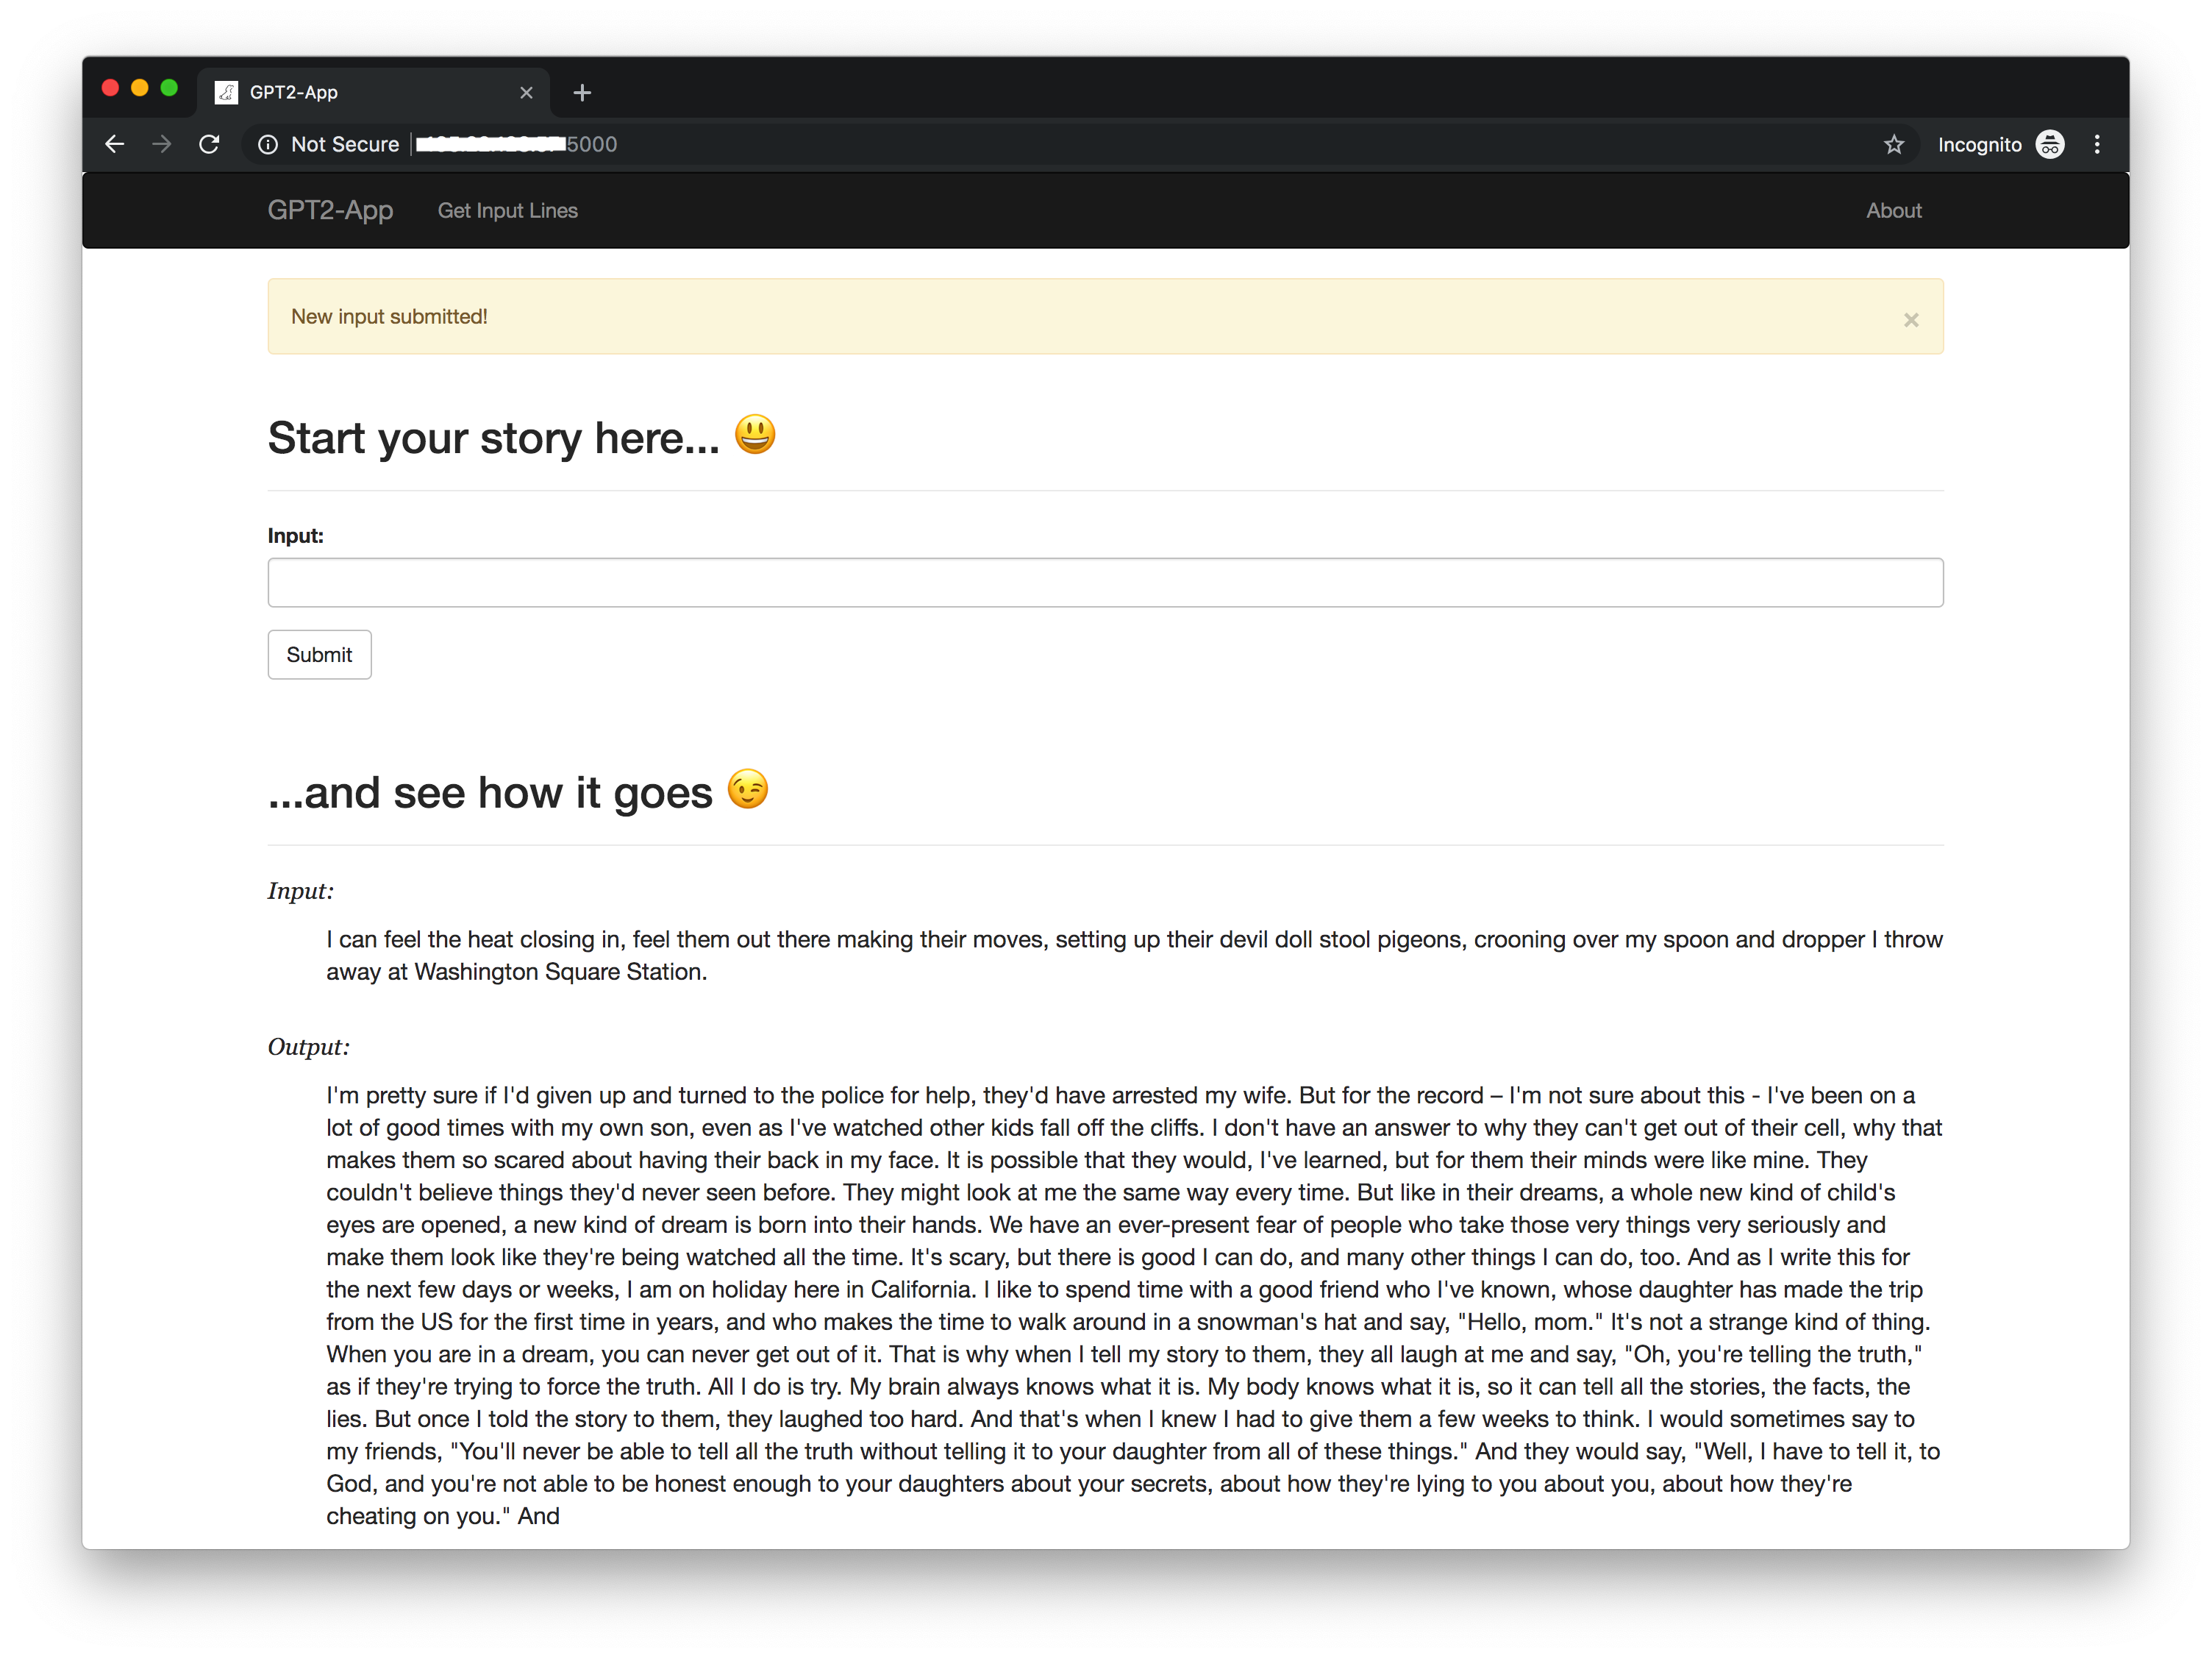 GPT2-App
Not Secure
5000
Incognito
GPT2-App
Get Input Lines
About
New input submitted!
Start your story here... 😃
Input:
Submit
...and see how it goes 😉
Input:
I can feel the heat closing in, feel them out there making their moves, setting up their devil doll stool pigeons, crooning over my spoon and dropper I throw
away at Washington Square Station.
Output:
I'm pretty sure if I'd given up and turned to the police for help, they'd have arrested my wife. But for the record – I'm not sure about this - I've been on a
lot of good times with my own son, even as I've watched other kids fall off the cliffs. I don't have an answer to why they can't get out of their cell, why that
makes them so scared about having their back in my face. It is possible that they would, I've learned, but for them their minds were like mine. They
couldn't believe things they'd never seen before. They might look at me the same way every time. But like in their dreams, a whole new kind of child's
eyes are opened, a new kind of dream is born into their hands. We have an ever-present fear of people who take those very things very seriously and
make them look like they're being watched all the time. It's scary, but there is good I can do, and many other things I can do, too. And as I write this for
the next few days or weeks, I am on holiday here in California. I like to spend time with a good friend who I've known, whose daughter has made the trip
from the US for the first time in years, and who makes the time to walk around in a snowman's hat and say, "Hello, mom." It's not a strange kind of thing.
When you are in a dream, you can never get out of it. That is why when I tell my story to them, they all laugh at me and say, "Oh, you're telling the truth,"
as if they're trying to force the truth. All I do is try. My brain always knows what it is. My body knows what it is, so it can tell all the stories, the facts, the
lies. But once I told the story to them, they laughed too hard. And that's when I knew I had to give them a few weeks to think. I would sometimes say to
my friends, "You'll never be able to tell all the truth without telling it to your daughter from all of these things." And they would say, "Well, I have to tell it, to
God, and you're not able to be honest enough to your daughters about your secrets, about how they're lying to you about you, about how they're
cheating on you." And